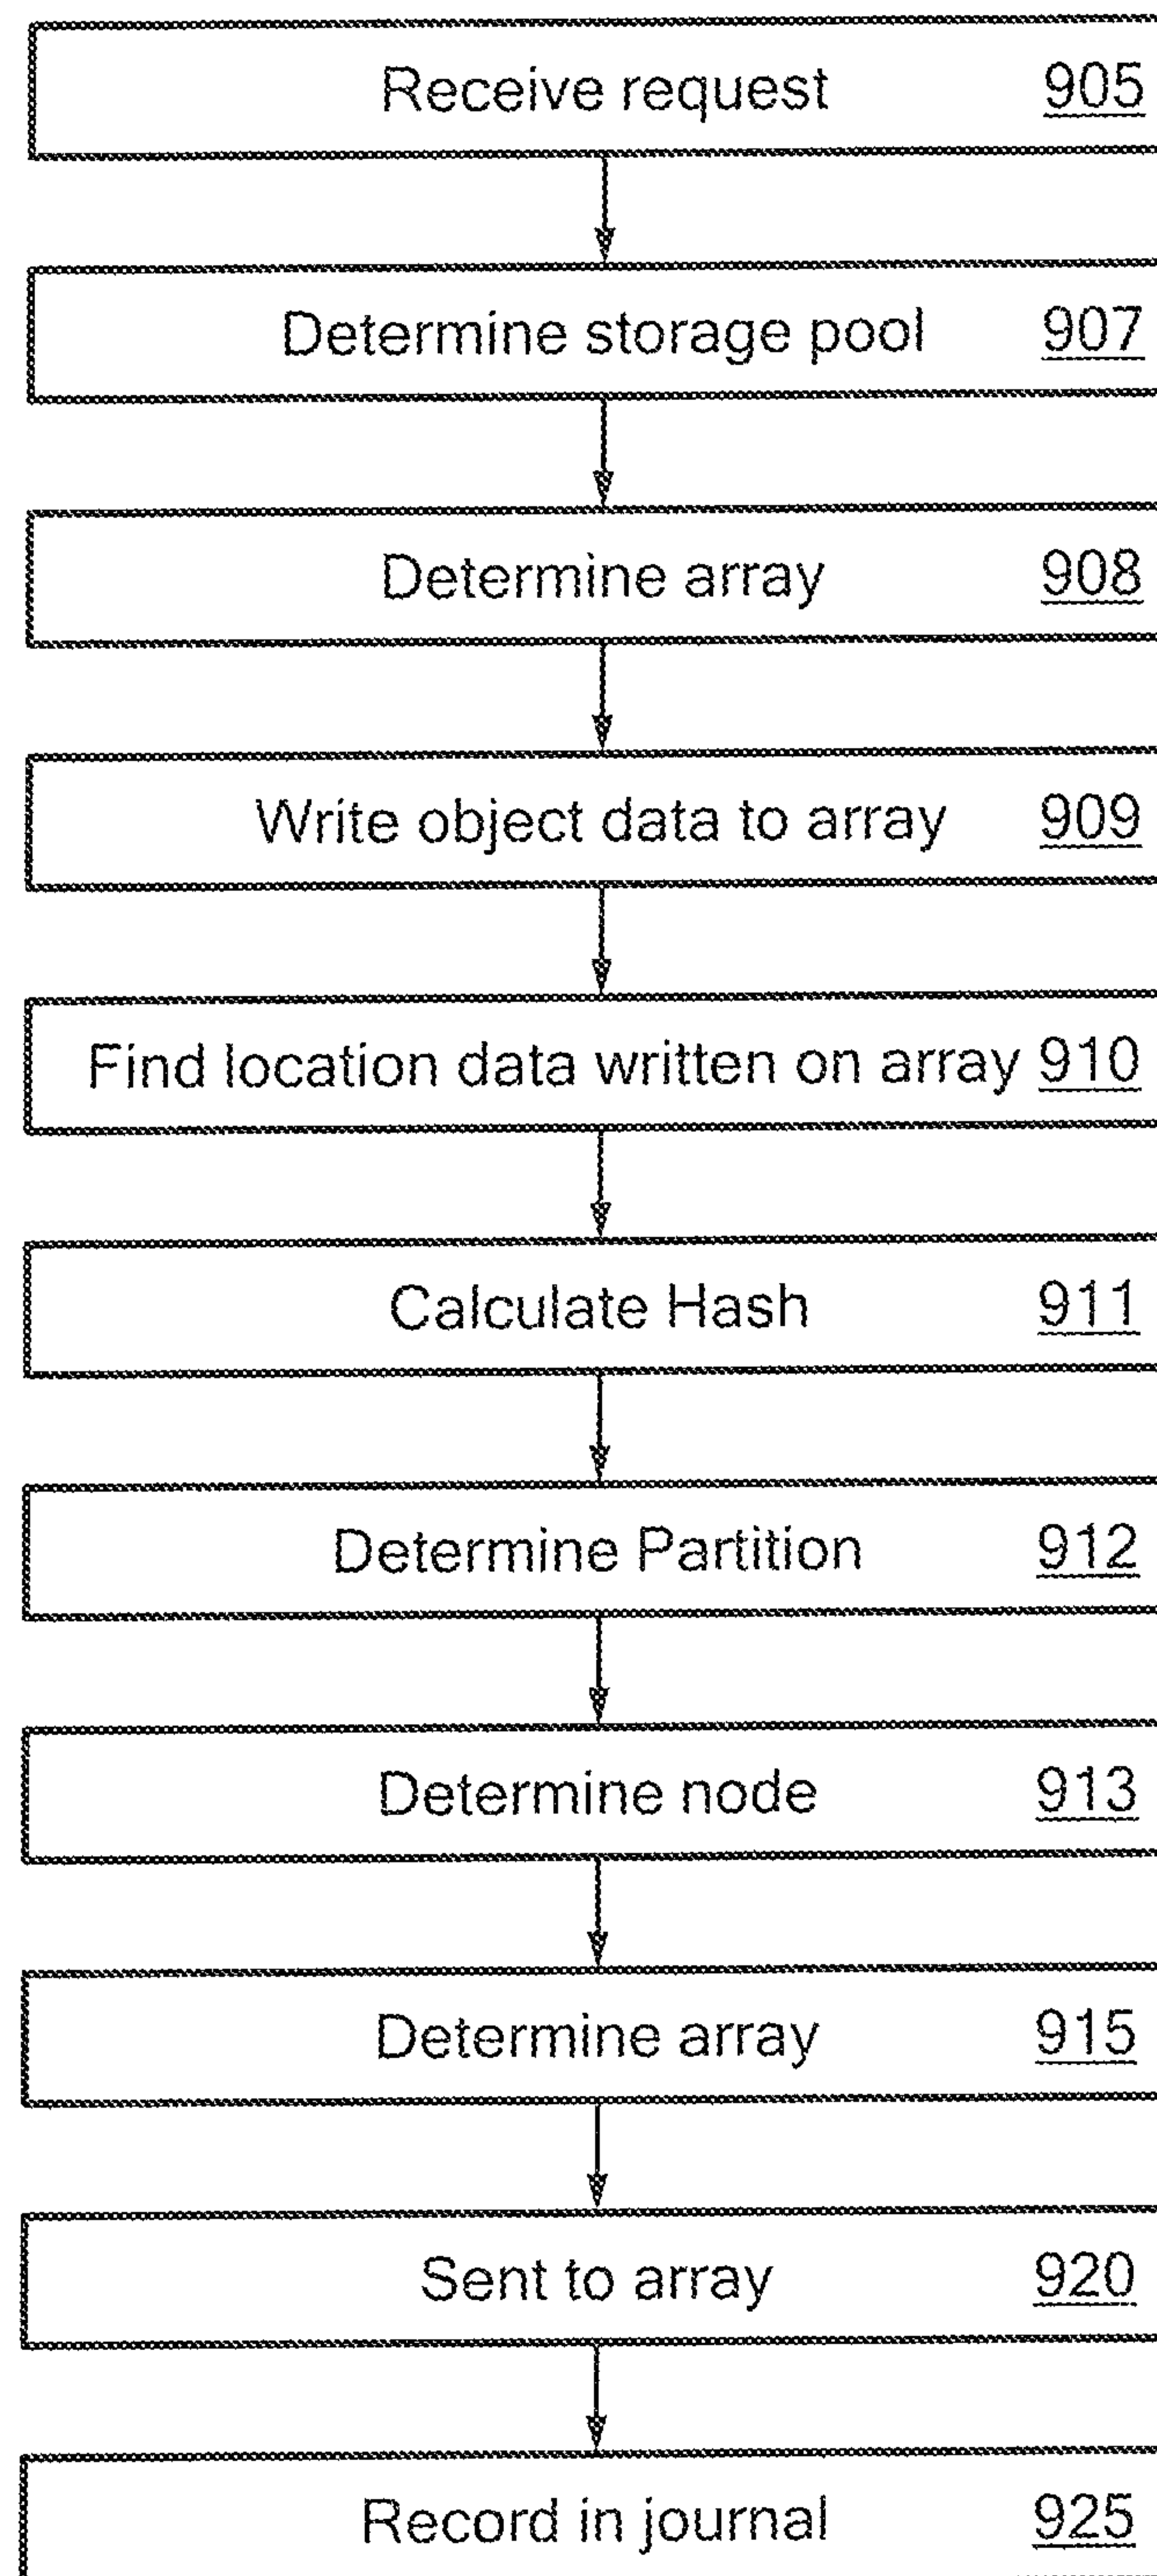 Receive request 905
Determine storage pool 907
Determine array 908
Write object data to array 909
Find location data written on array 910
Calculate Hash 911
Determine Partition 912
Determine node 913
Determine array 915
Sent to array 920
Record in journal 925